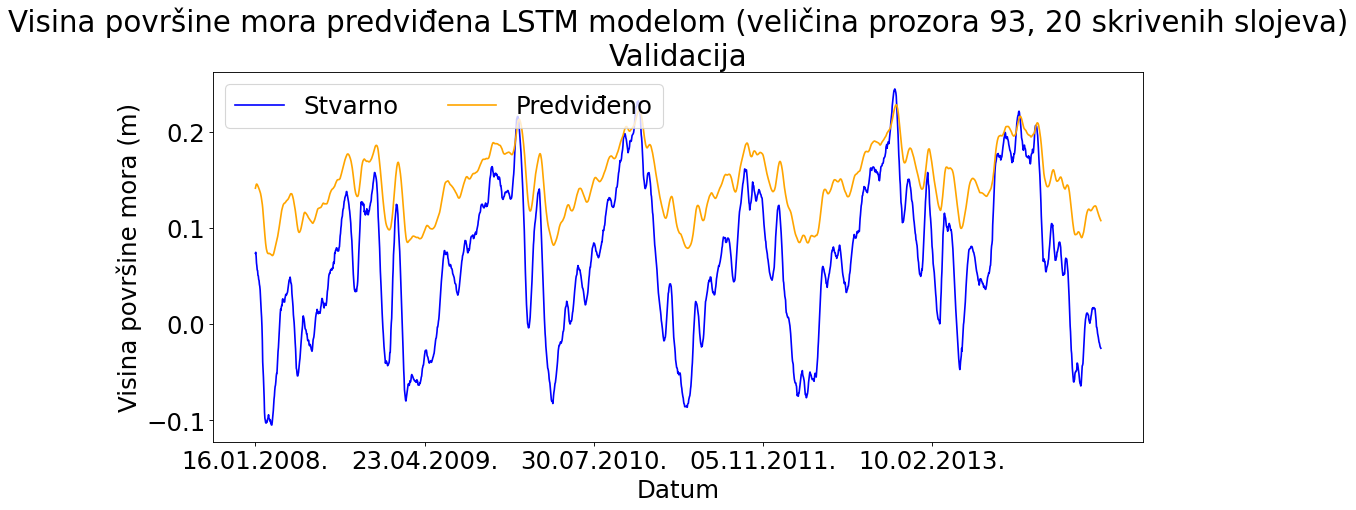 Visina površine mora predviđena LSTM modelom (veličina prozora 93, 20 skrivenih slojeva)
Validacija
Stvarno
Predviđeno
Visina površine mora (m)
0.2
0.1
0.0
−0.1
16.01.2008.
23.04.2009.
30.07.2010.
05.11.2011.
10.02.2013.
Datum